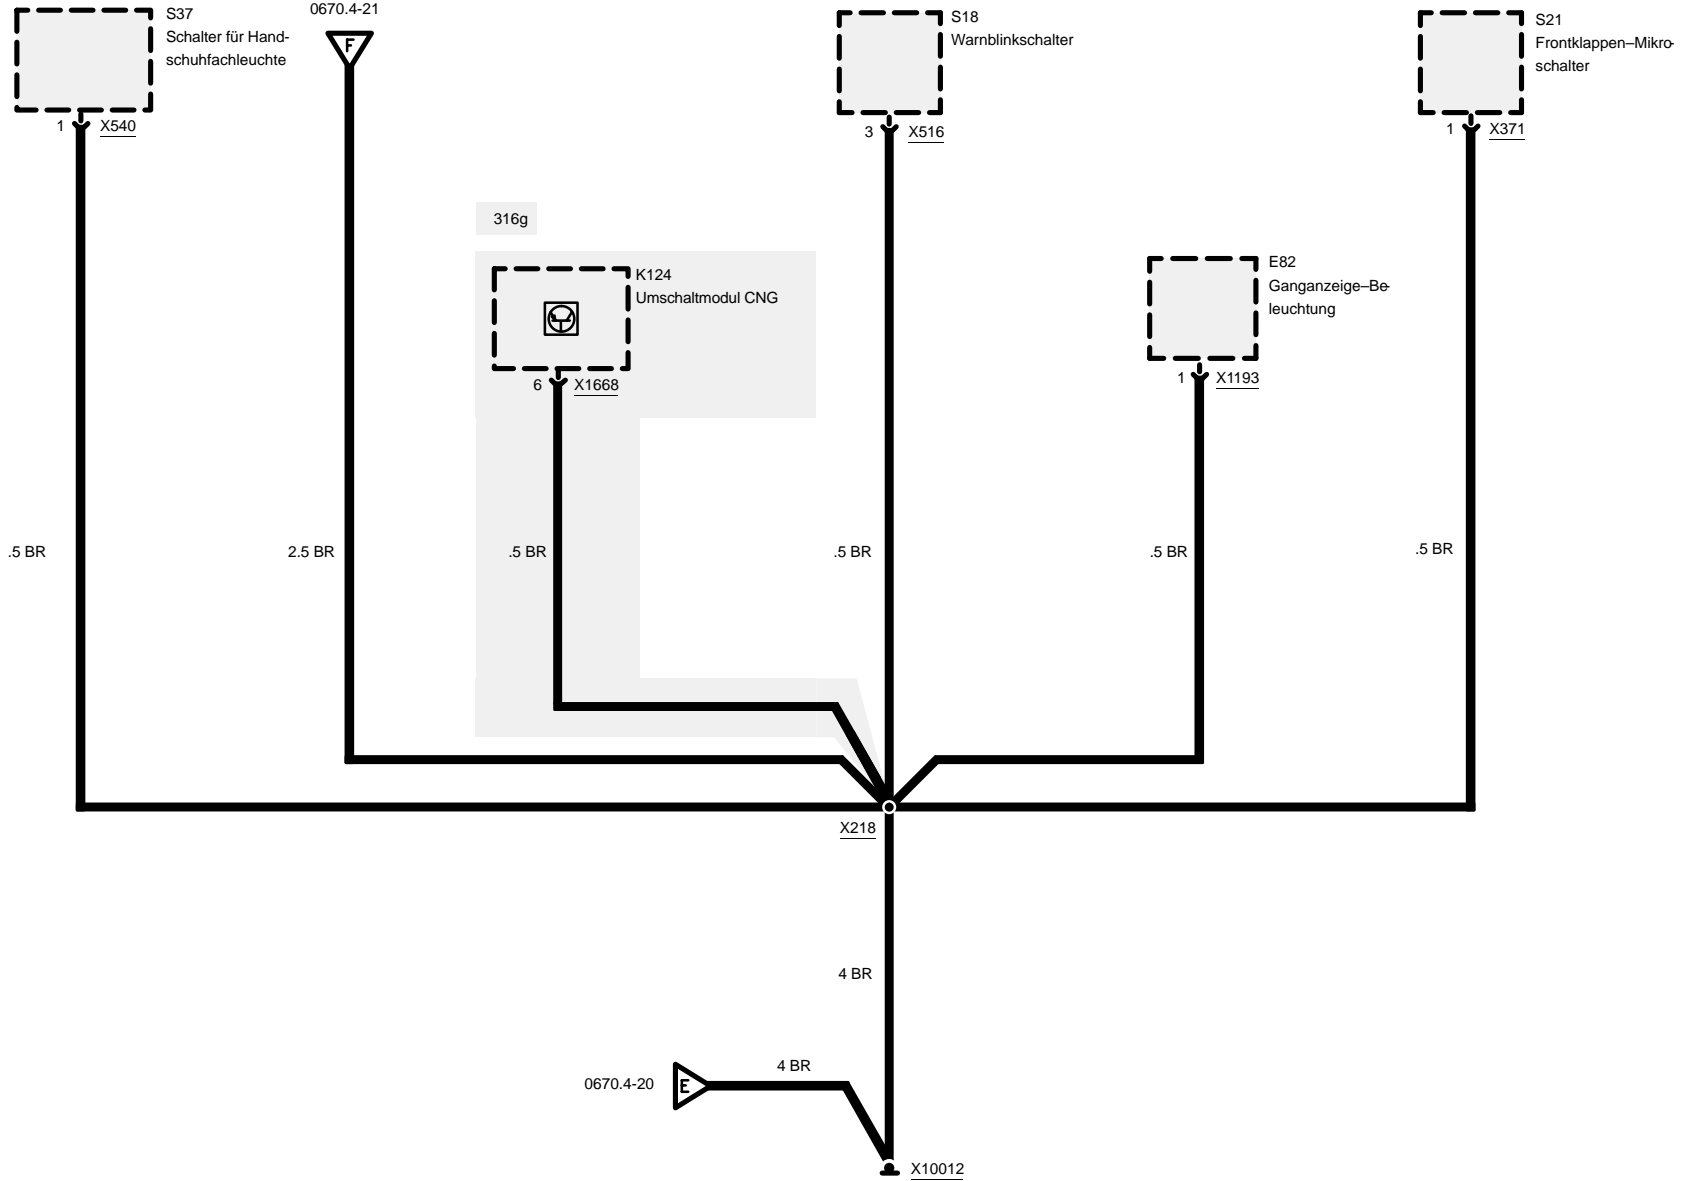 S37
Schalter für Hand-
schuhfachleuchte
0670.4-21
F
S18
Warnblinkschalter
S21
Frontklappen–Mikro-
schalter
1 X540
3 X516
1 X371
316g
K124
Umschaltmodul CNG
E82
Ganganzeige–Be-
leuchtung
6 X1668
1 X1193
.5 BR
2.5 BR
.5 BR
.5 BR
.5 BR
.5 BR
X218
4 BR
4 BR
0670.4-20
E
X10012